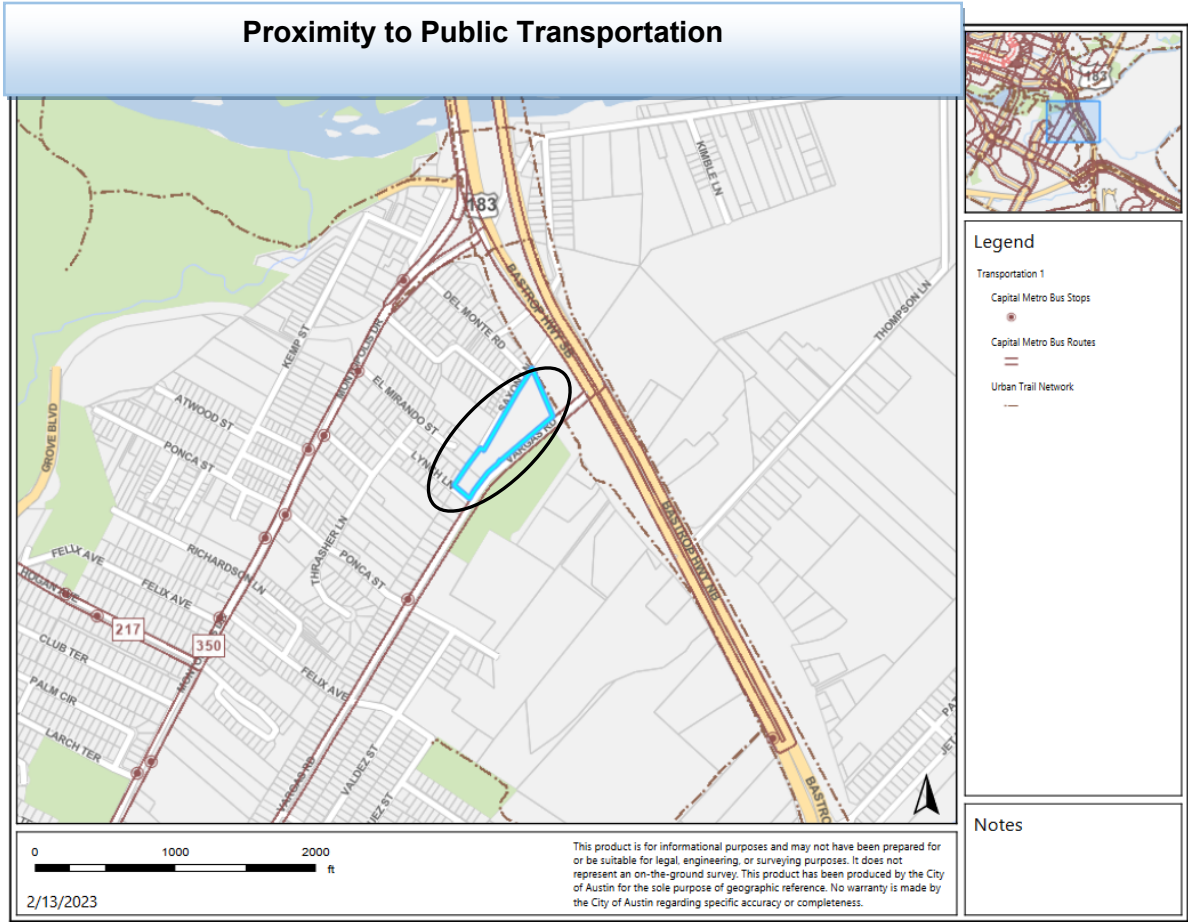 Proximity to Public Transportation
183
183
KIMBLE LN
THOMPSON LN
BASTROP HWY SB
DEL MONTE RD
KEMP ST
MONTOPOLIS DR
EL MIRANDO ST
ATWOOD ST
PONCA ST
LYNCH LN
VARGAS RD
GROVE BLVD
BASTROP HWY NB
THRASHER LN
PONCA ST
RICHARDSON LN
FELIX AVE
FELIX AVE
217
350
CLUB TER
PALM CIR
LARCH TER
FELIX AVE
VARGAS RD
VALDEZ ST
Legend
Transportation 1
Capital Metro Bus Stops
Capital Metro Bus Routes
Urban Trail Network
Notes
0 1000 2000
ft
2/13/2023
This product is for informational purposes and may not have been prepared for
or be suitable for legal, engineering, or surveying purposes. It does not
represent an on-the-ground survey. This product has been produced by the City
of Austin for the sole purpose of geographic reference. No warranty is made by
the City of Austin regarding specific accuracy or completeness.